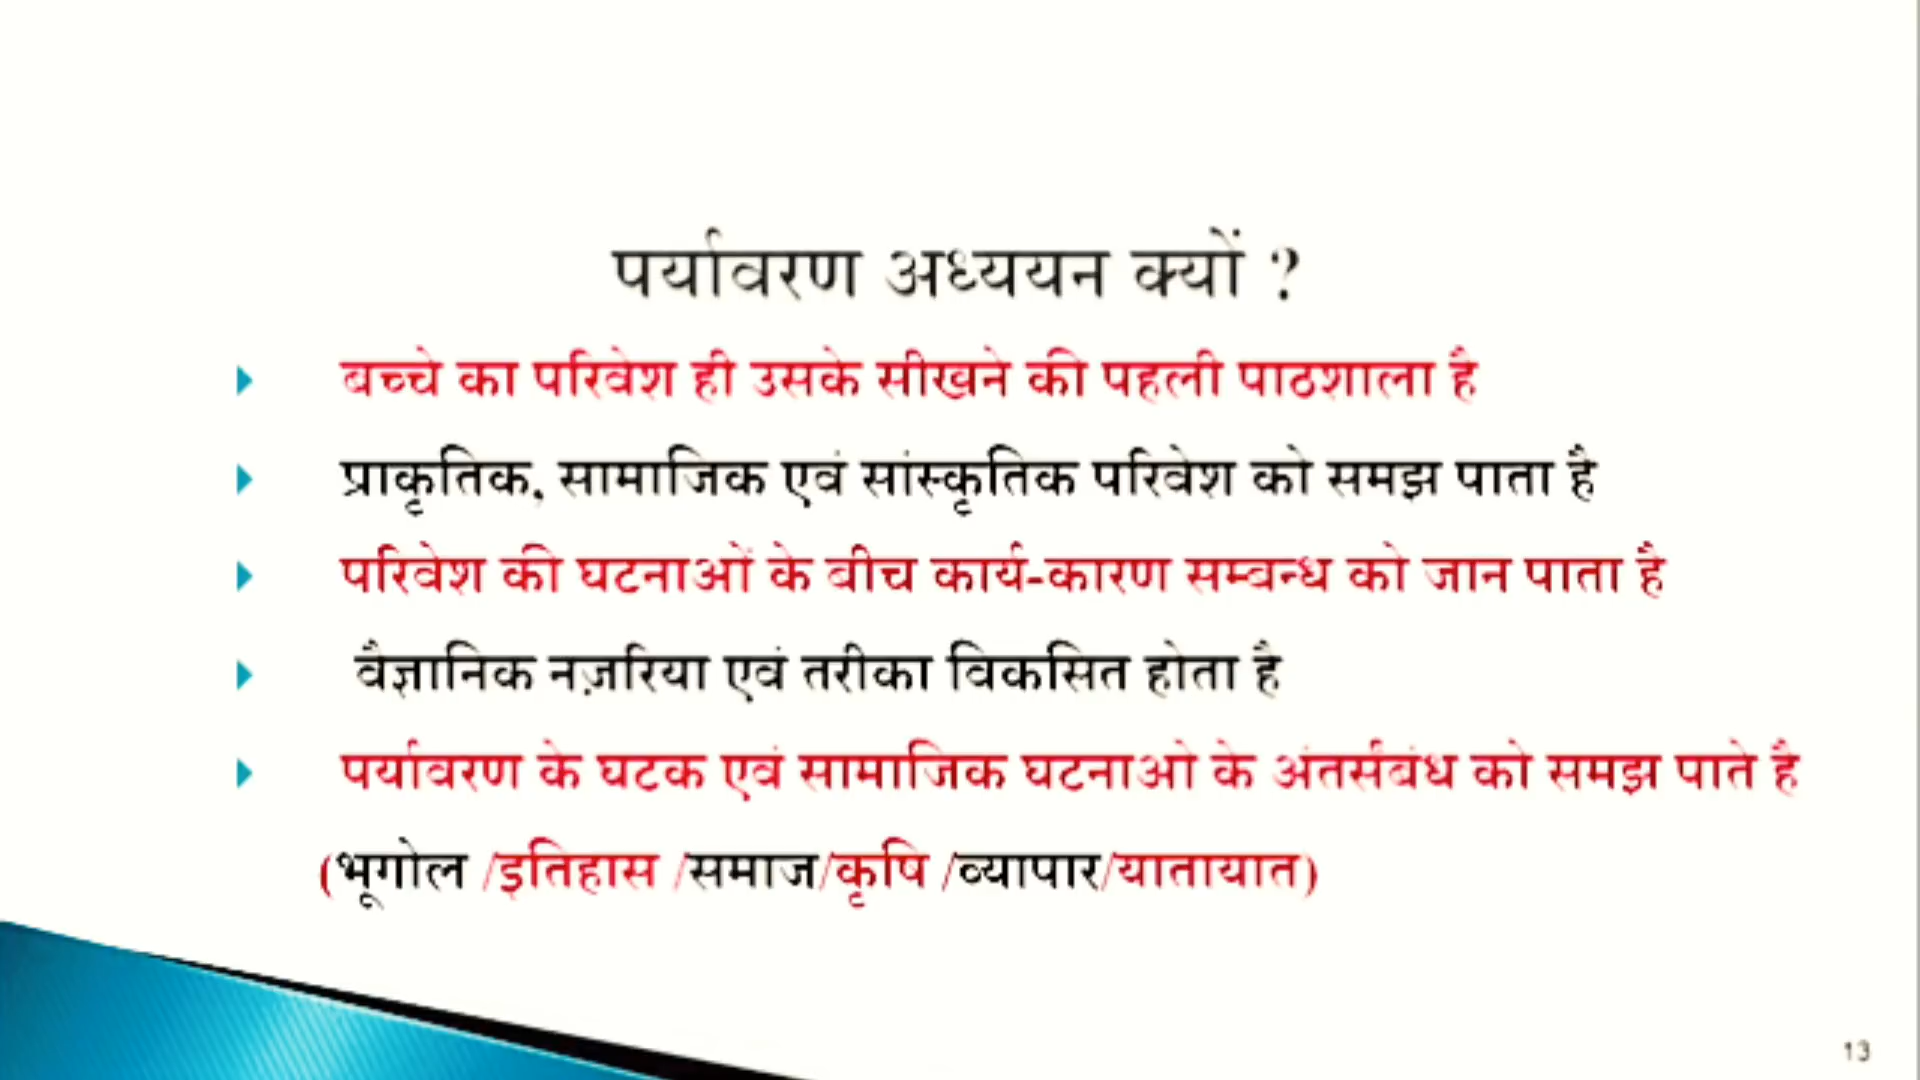 पर्यावरण अध्ययन क्यों ?
बच्चे का परिवेश ही उसके सीखने की पहली पाठशाला है
प्राकृतिक, सामाजिक एवं सांस्कृतिक परिवेश को समझ पाता है
परिवेश की घटनाओं के बीच कार्य-कारण सम्बन्ध को जान पाता है
वैज्ञानिक नज़रिया एवं तरीका विकसित होता है
पर्यावरण के घटक एवं सामाजिक घटनाओ के अंतर्संबंध को समझ पाते है
(भूगोल /इतिहास /समाज/कृषि /व्यापार/यातायात)
13